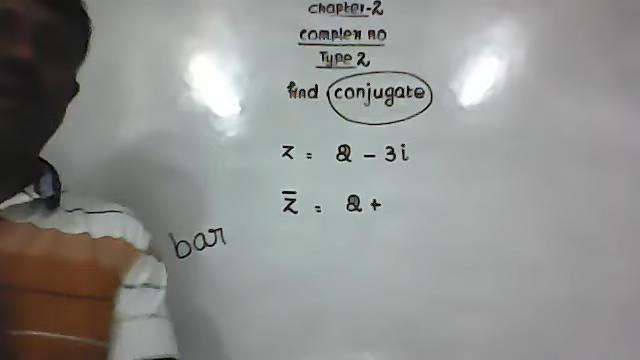 chapter-2
complex no
Type 2
find conjugate
z = 2 - 3i
z̅ = 2 +
bar